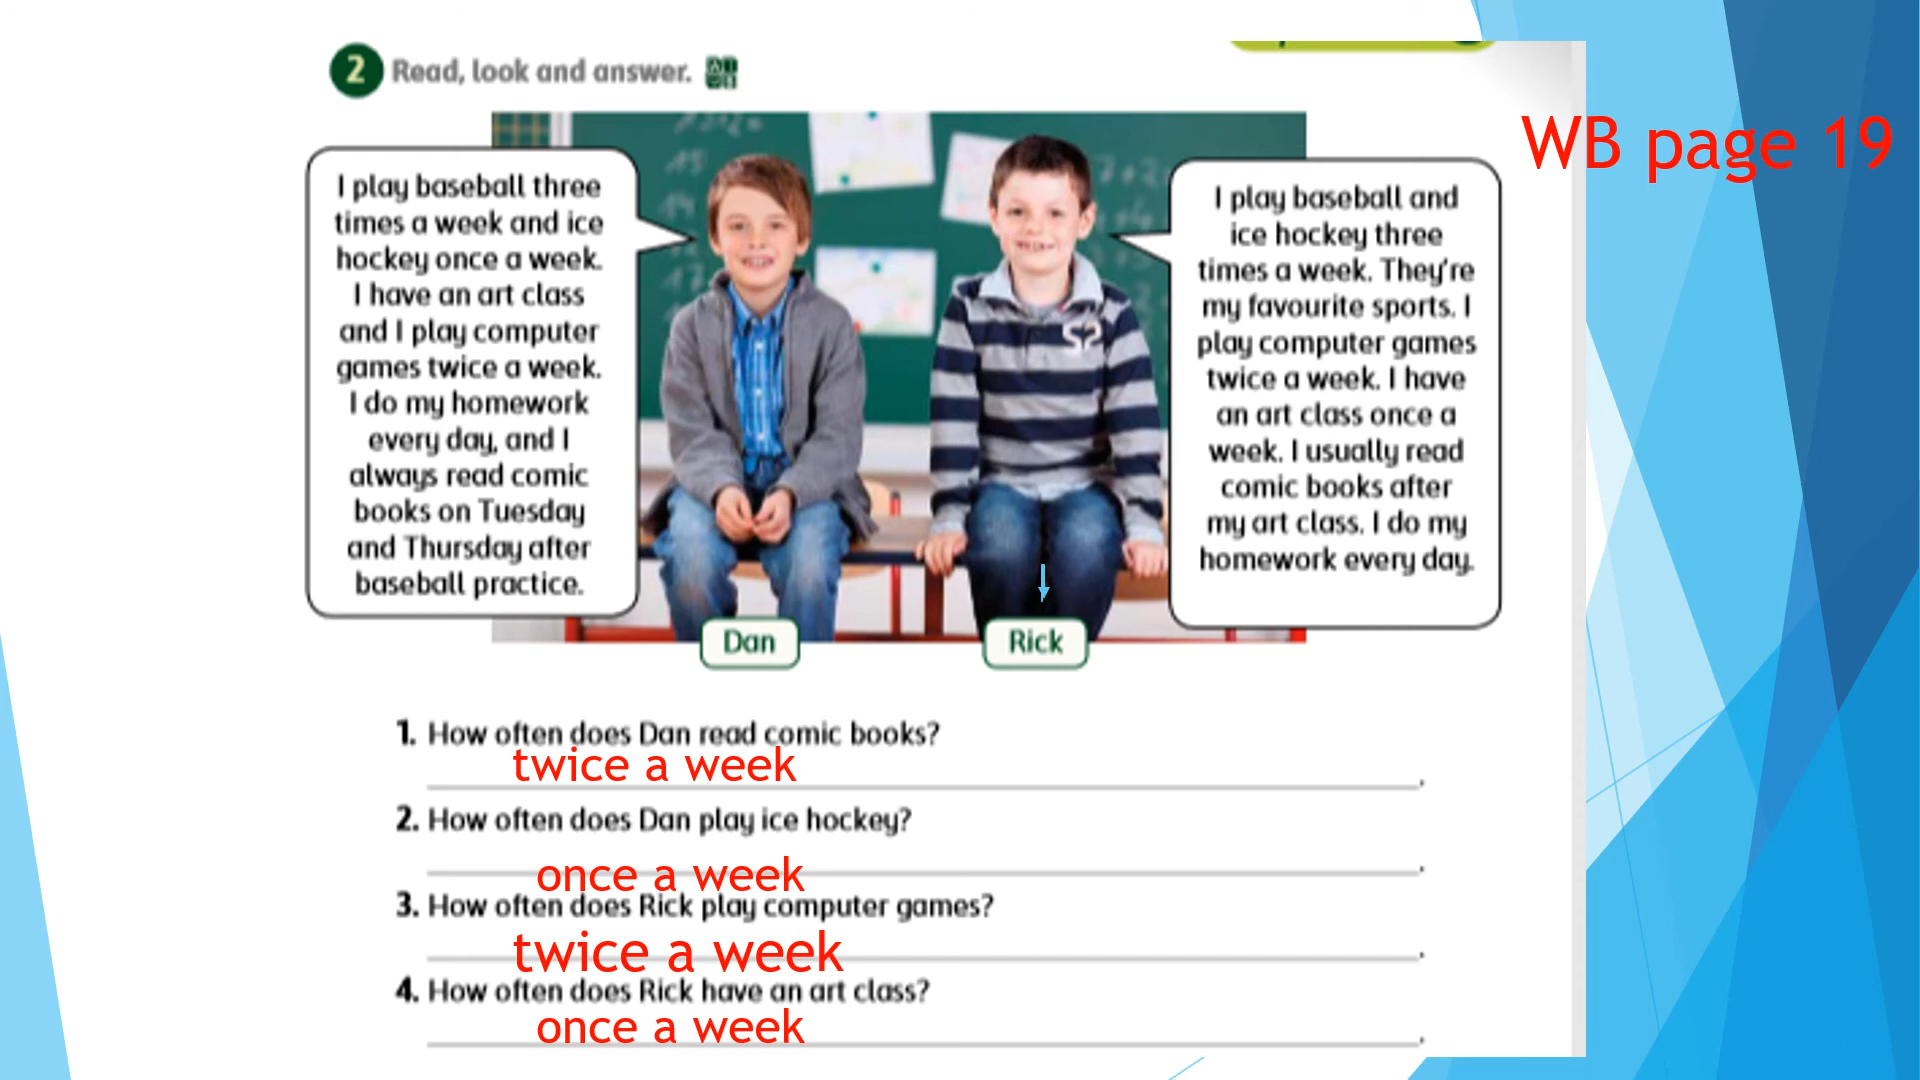 2 Read, look and answer.
WB page 19
I play baseball three
times a week and ice
hockey once a week.
I have an art class
and I play computer
games twice a week.
I do my homework
every day, and I
always read comic
books on Tuesday
and Thursday after
baseball practice.
I play baseball and
ice hockey three
times a week. They're
my favourite sports. I
play computer games
twice a week. I have
an art class once a
week. I usually read
comic books after
my art class. I do my
homework every day.
52
Dan
Rick
1. How often does Dan read comic books?
twice a week
2. How often does Dan play ice hockey?
once a week
3. How often does Rick play computer games?
twice a week
4. How often does Rick have an art class?
once a week